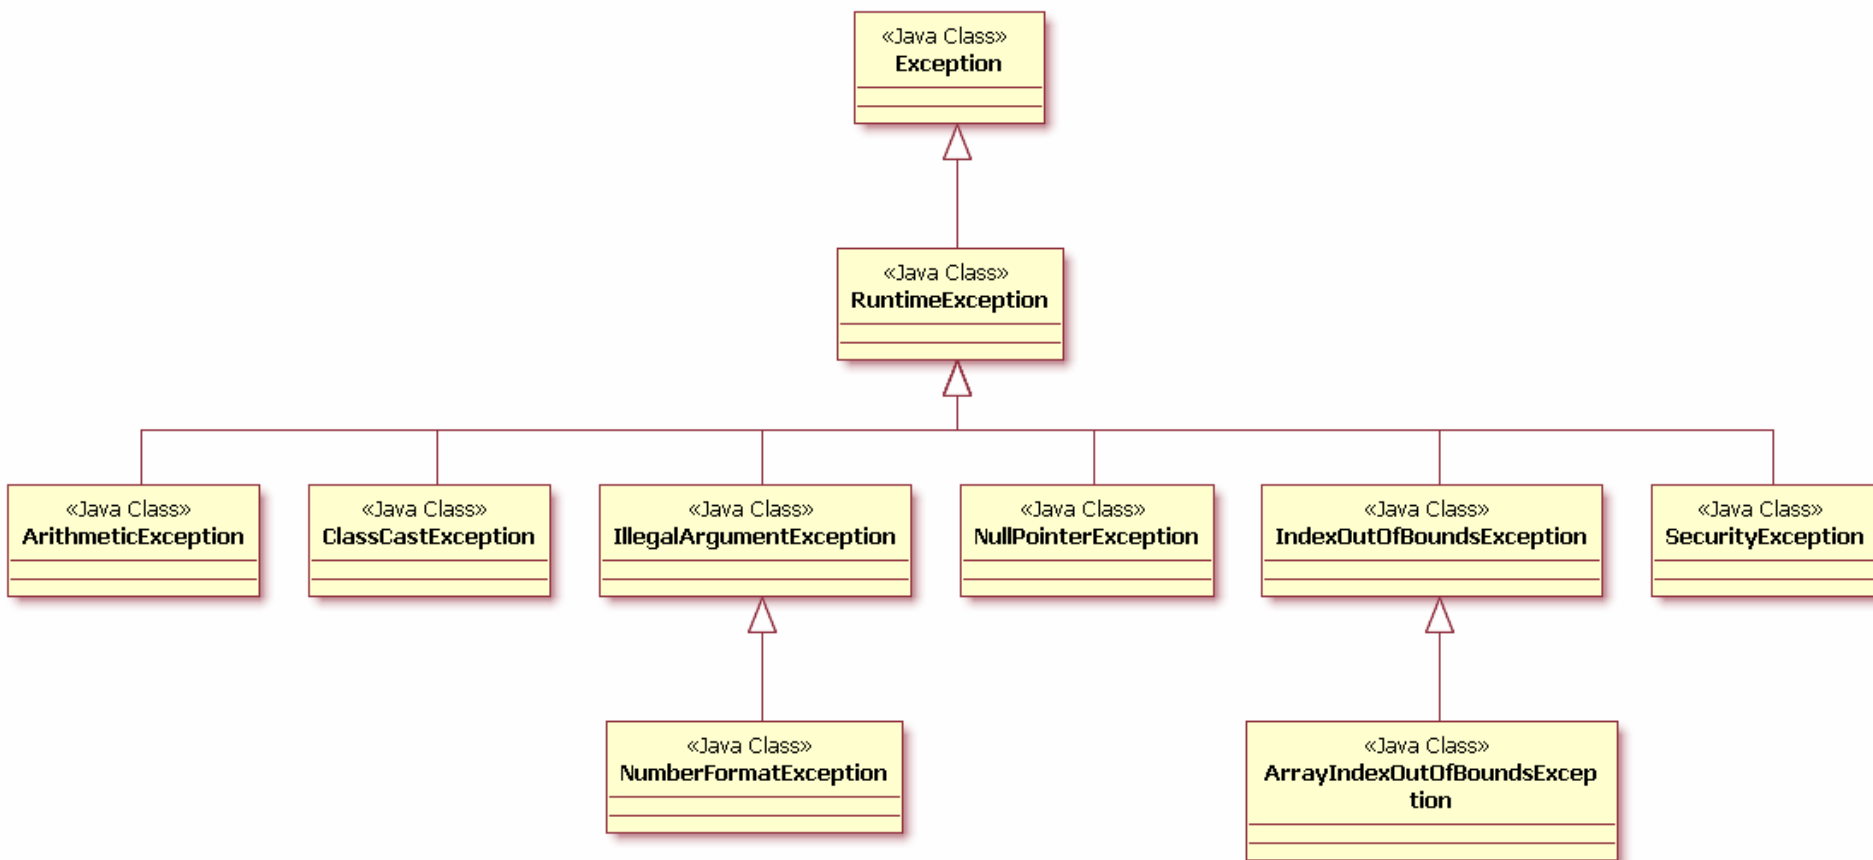 «Java Class»
Exception
«Java Class»
RuntimeException
«Java Class»
ArithmeticException
«Java Class»
ClassCastException
«Java Class»
IllegalArgumentException
«Java Class»
NullPointerException
«Java Class»
IndexOutOfBoundsException
«Java Class»
SecurityException
«Java Class»
NumberFormatException
«Java Class»
ArrayIndexOutOfBoundsExcep
tion